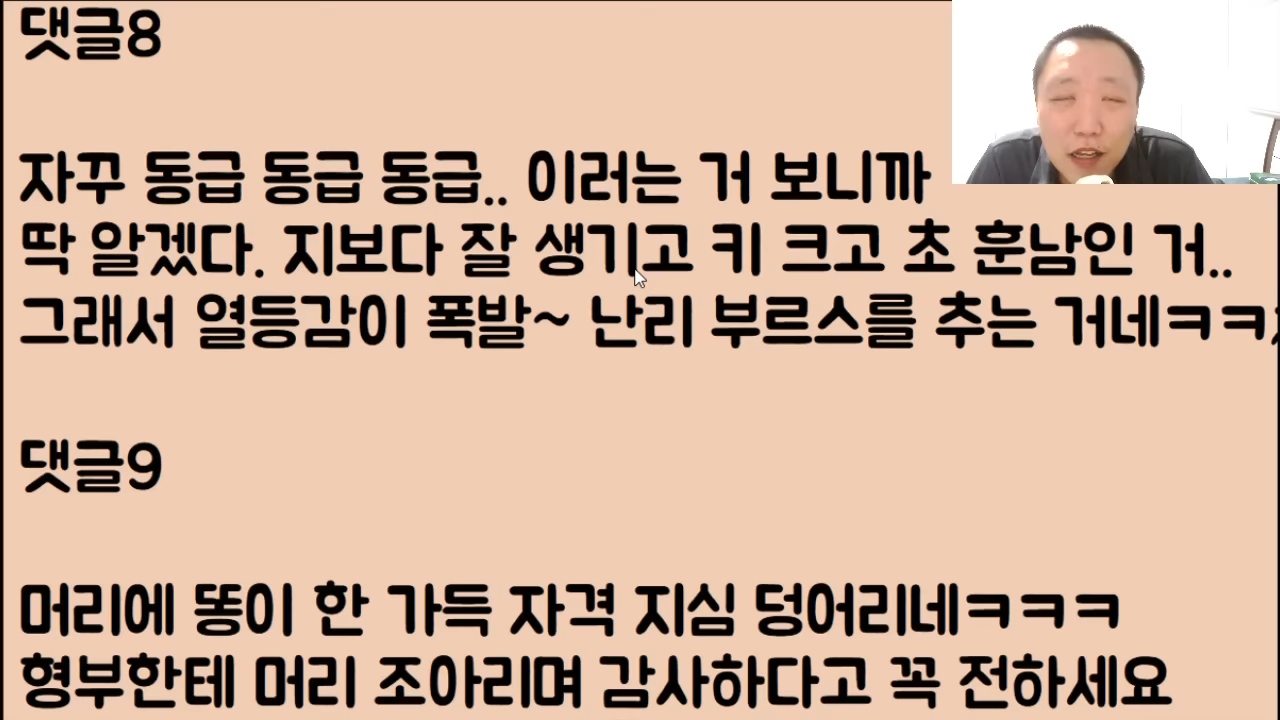 댓글8
자꾸 동급 동급 동급.. 이러는 거 보니까
딱 알겠다. 지보다 잘 생기고 키 크고 초 훈남인 거..
그래서 열등감이 폭발~ 난리 부르스를 추는 거네ㅋㅋ
댓글9
머리에 똥이 한 가득 자격 지심 덩어리네ㅋㅋㅋ
형부한테 머리 조아리며 감사하다고 꼭 전하세요